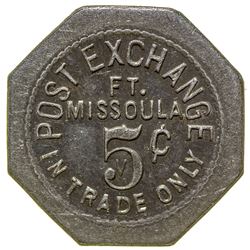 POST EXCHANGE
FT.
MISSOULA
5¢
V
IN TRADE ONLY